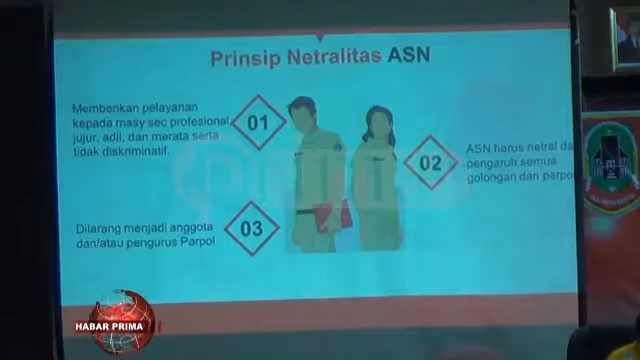 Prinsip Netralitas ASN
Memberikan pelayanan
kepada masy sec profesional,
jujur, adil, dan merata serta
tidak diskriminatif.
01
ASN harus netral da
pengaruh semua
golongan dan parpo
02
Dilarang menjadi anggota
dan/atau pengurus Parpol
03
HABAR PRIMA